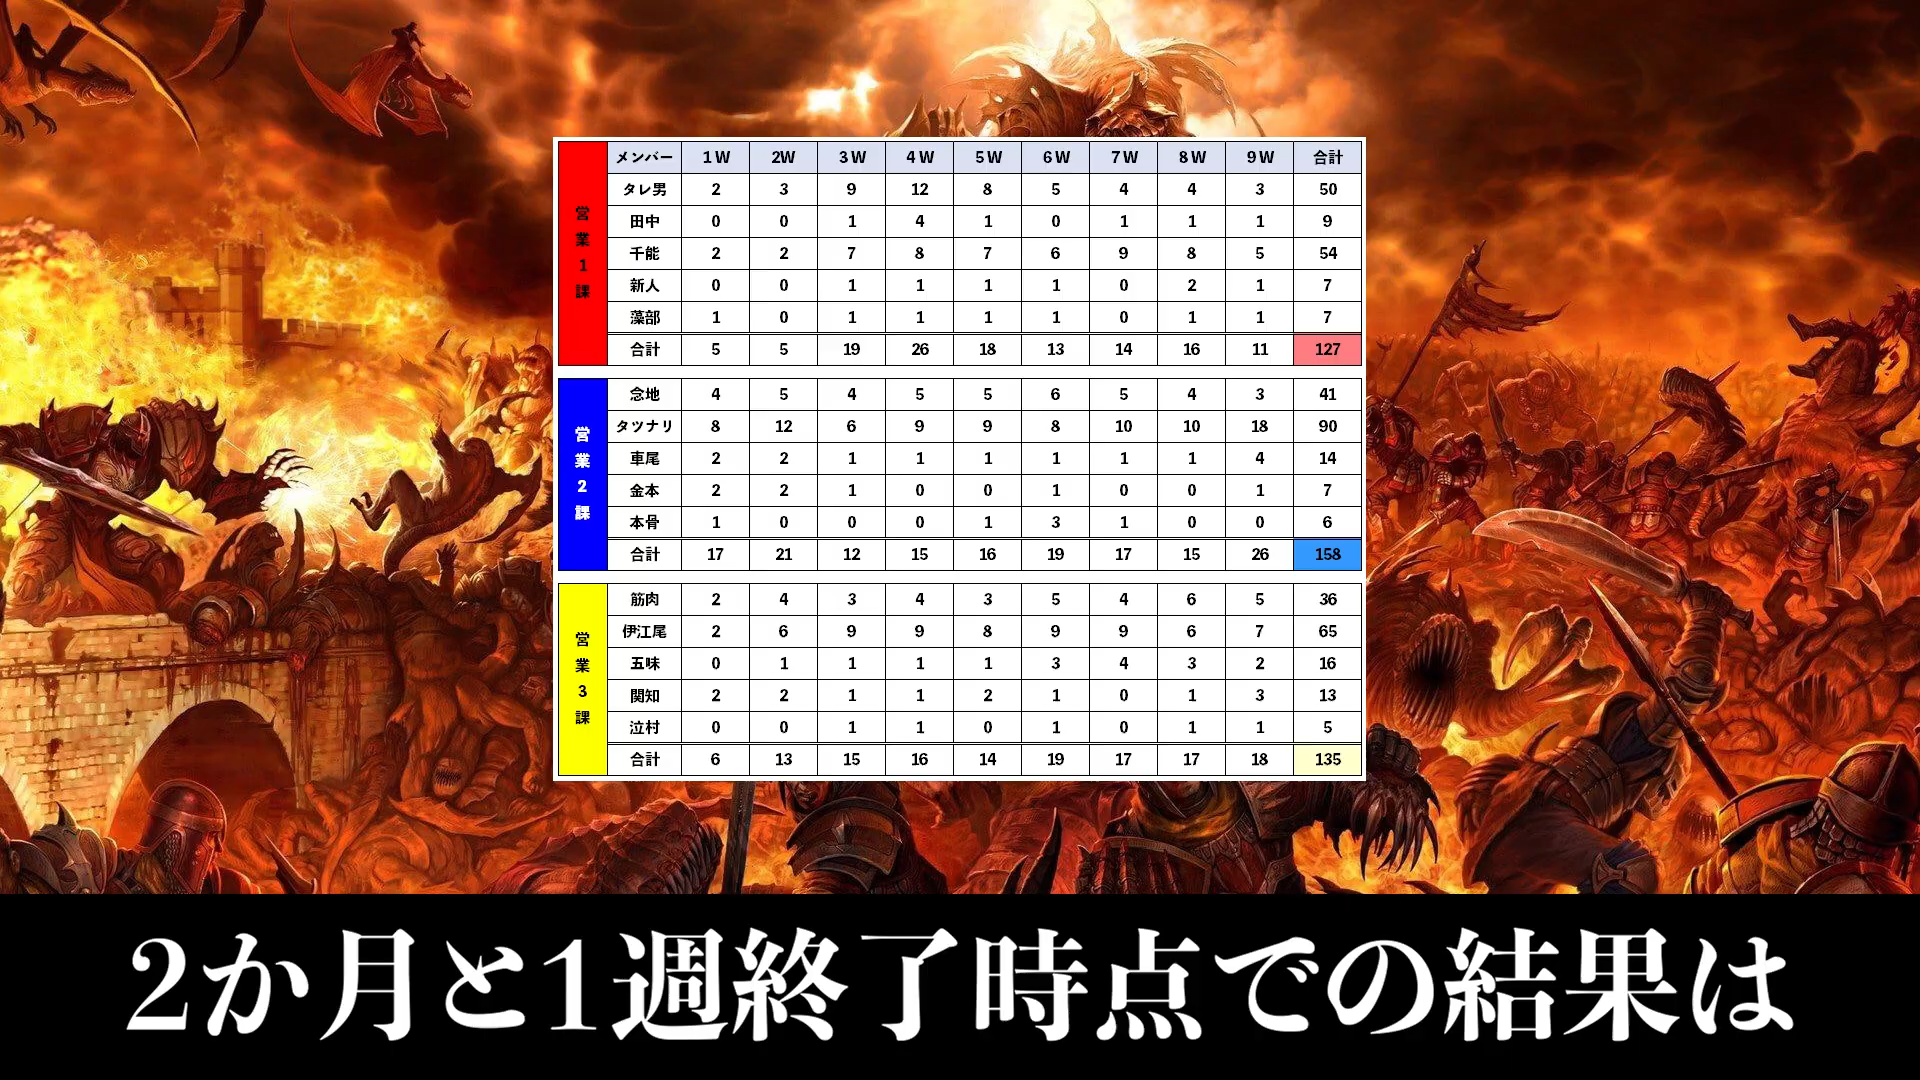 メンバー 1W 2W 3W 4W 5W 6W 7W 8W 9W 合計
営業1課
タレ男 2 3 9 12 8 5 4 4 3 50
田中 0 0 1 4 1 0 1 1 1 9
千能 2 2 7 8 7 6 9 8 5 54
新人 0 0 1 1 1 1 0 2 1 7
藻部 1 0 1 1 1 1 0 1 1 7
合計 5 5 19 26 18 13 14 16 11 127
営業2課
念地 4 5 4 5 5 6 5 4 3 41
タツナリ 8 12 6 9 9 8 10 10 18 90
車尾 2 2 1 1 1 1 1 1 4 14
金本 2 2 1 0 0 1 0 0 1 7
本骨 1 0 0 0 1 3 1 0 0 6
合計 17 21 12 15 16 19 17 15 26 158
営業3課
筋肉 2 4 3 4 3 5 4 6 5 36
伊江尾 2 6 9 9 8 9 9 6 7 65
五味 0 1 1 1 1 3 4 3 2 16
関知 2 2 1 1 2 1 0 1 3 13
泣村 0 0 1 1 0 1 0 1 1 5
合計 6 13 15 16 14 19 17 17 18 135
2か月と1週終了時点での結果は